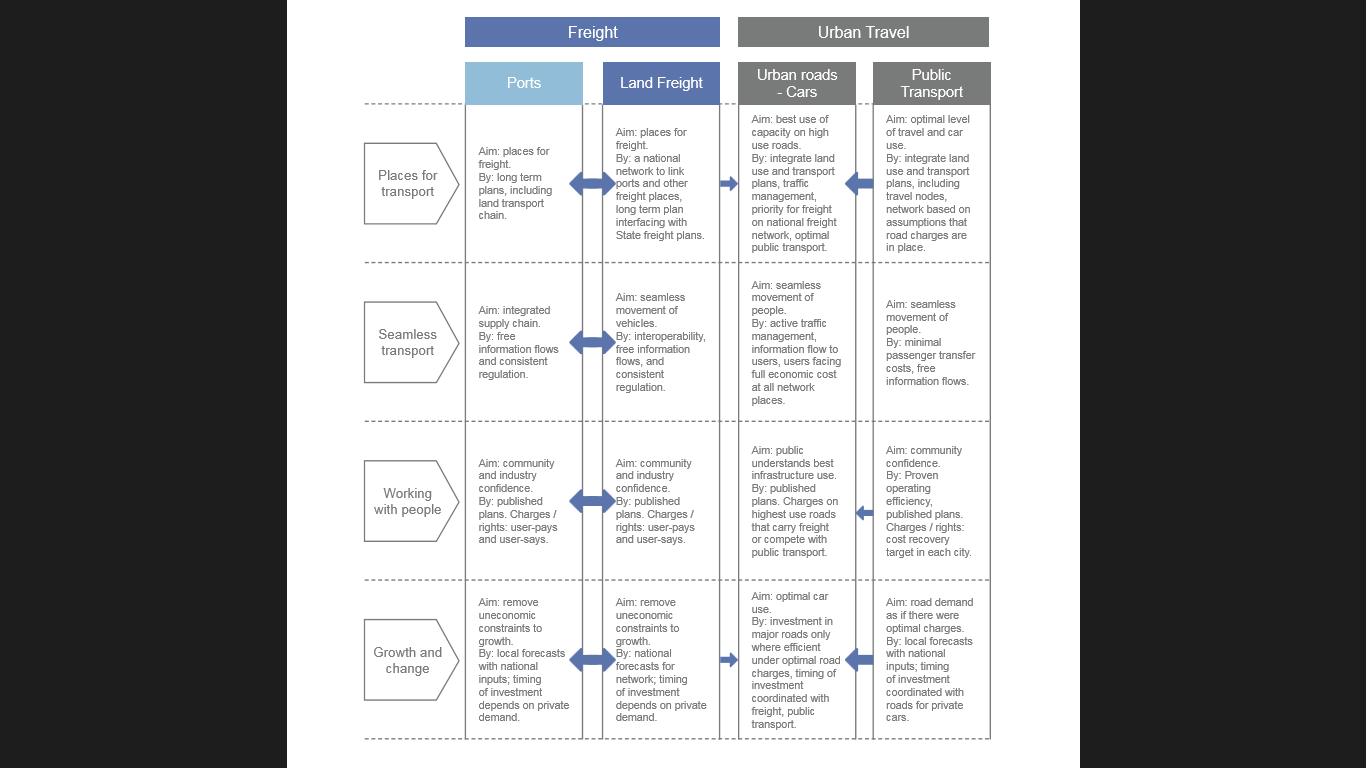 Freight
Urban Travel
Ports
Land Freight
Urban roads
- Cars
Public
Transport
Places for
transport
Aim: places for
freight.
By: long term
plans, including
land transport
chain.
Aim: places for
freight.
By: a national
network to link
ports and other
freight places,
long term plan
interfacing with
State freight plans.
Aim: best use of
capacity on high
use roads.
By: integrate land
use and transport
plans, traffic
management,
priority for freight
on national freight
network, optimal
public transport.
Aim: optimal level
of travel and car
use.
By: integrate land
use and transport
plans, including
travel nodes,
network based on
assumptions that
road charges are
in place.
Seamless
transport
Aim: integrated
supply chain.
By: free
information flows
and consistent
regulation.
Aim: seamless
movement of
vehicles.
By: interoperability,
free information
flows, and
consistent
regulation.
Aim: seamless
movement of
people.
By: active traffic
management,
information flow to
users, users facing
full economic cost
at all network
places.
Aim: seamless
movement of
people.
By: minimal
passenger transfer
costs, free
information flows.
Working
with people
Aim: community
and industry
confidence.
By: published
plans. Charges /
rights: user-pays
and user-says.
Aim: community
and industry
confidence.
By: published
plans. Charges /
rights: user-pays
and user-says.
Aim: public
understands best
infrastructure use.
By: published
plans. Charges on
highest use roads
that carry freight
or compete with
public transport.
Aim: community
confidence.
By: Proven
operating
efficiency,
published plans.
Charges / rights:
cost recovery
target in each city.
Growth and
change
Aim: remove
uneconomic
constraints to
growth.
By: local forecasts
with national
inputs; timing
of investment
depends on private
demand.
Aim: remove
uneconomic
constraints to
growth.
By: national
forecasts for
network; timing
of investment
depends on private
demand.
Aim: optimal car
use.
By: investment in
major roads only
where efficient
under optimal road
charges, timing of
investment
coordinated with
freight, public
transport.
Aim: road demand
as if there were
optimal charges.
By: local forecasts
with national
inputs; timing
of investment
coordinated with
roads for private
cars.